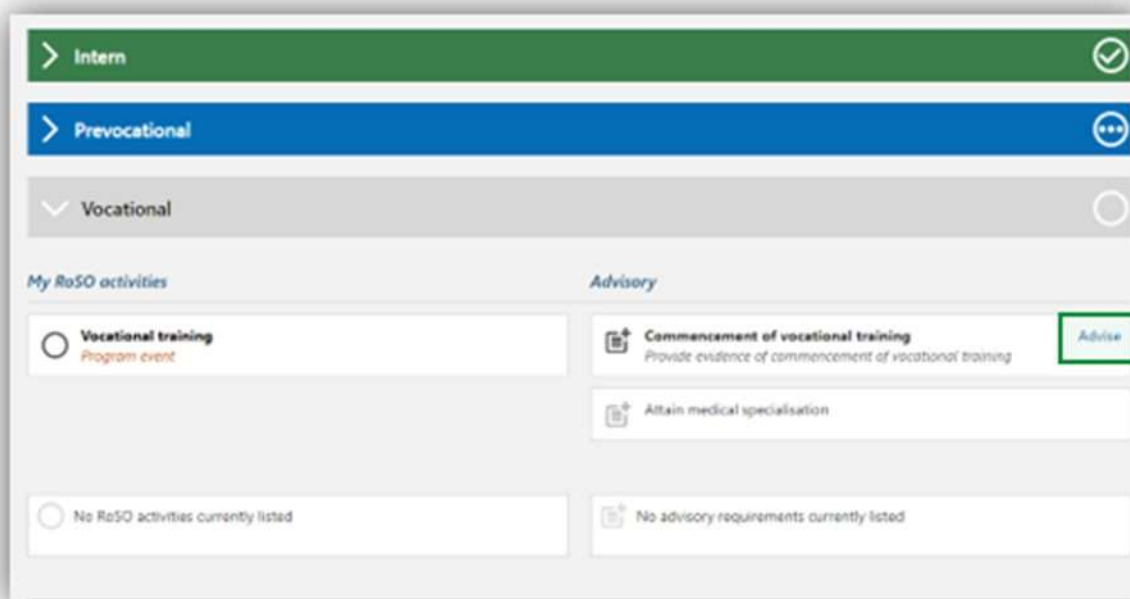 Intern
Prevocational
Vocational
My RoSO activities
Advisory
Vocational training
Program event
Commencement of vocational training
Provide evidence of commencement of vocational training
Advise
Attain medical specialisation
No RoSO activities currently listed
No advisory requirements currently listed